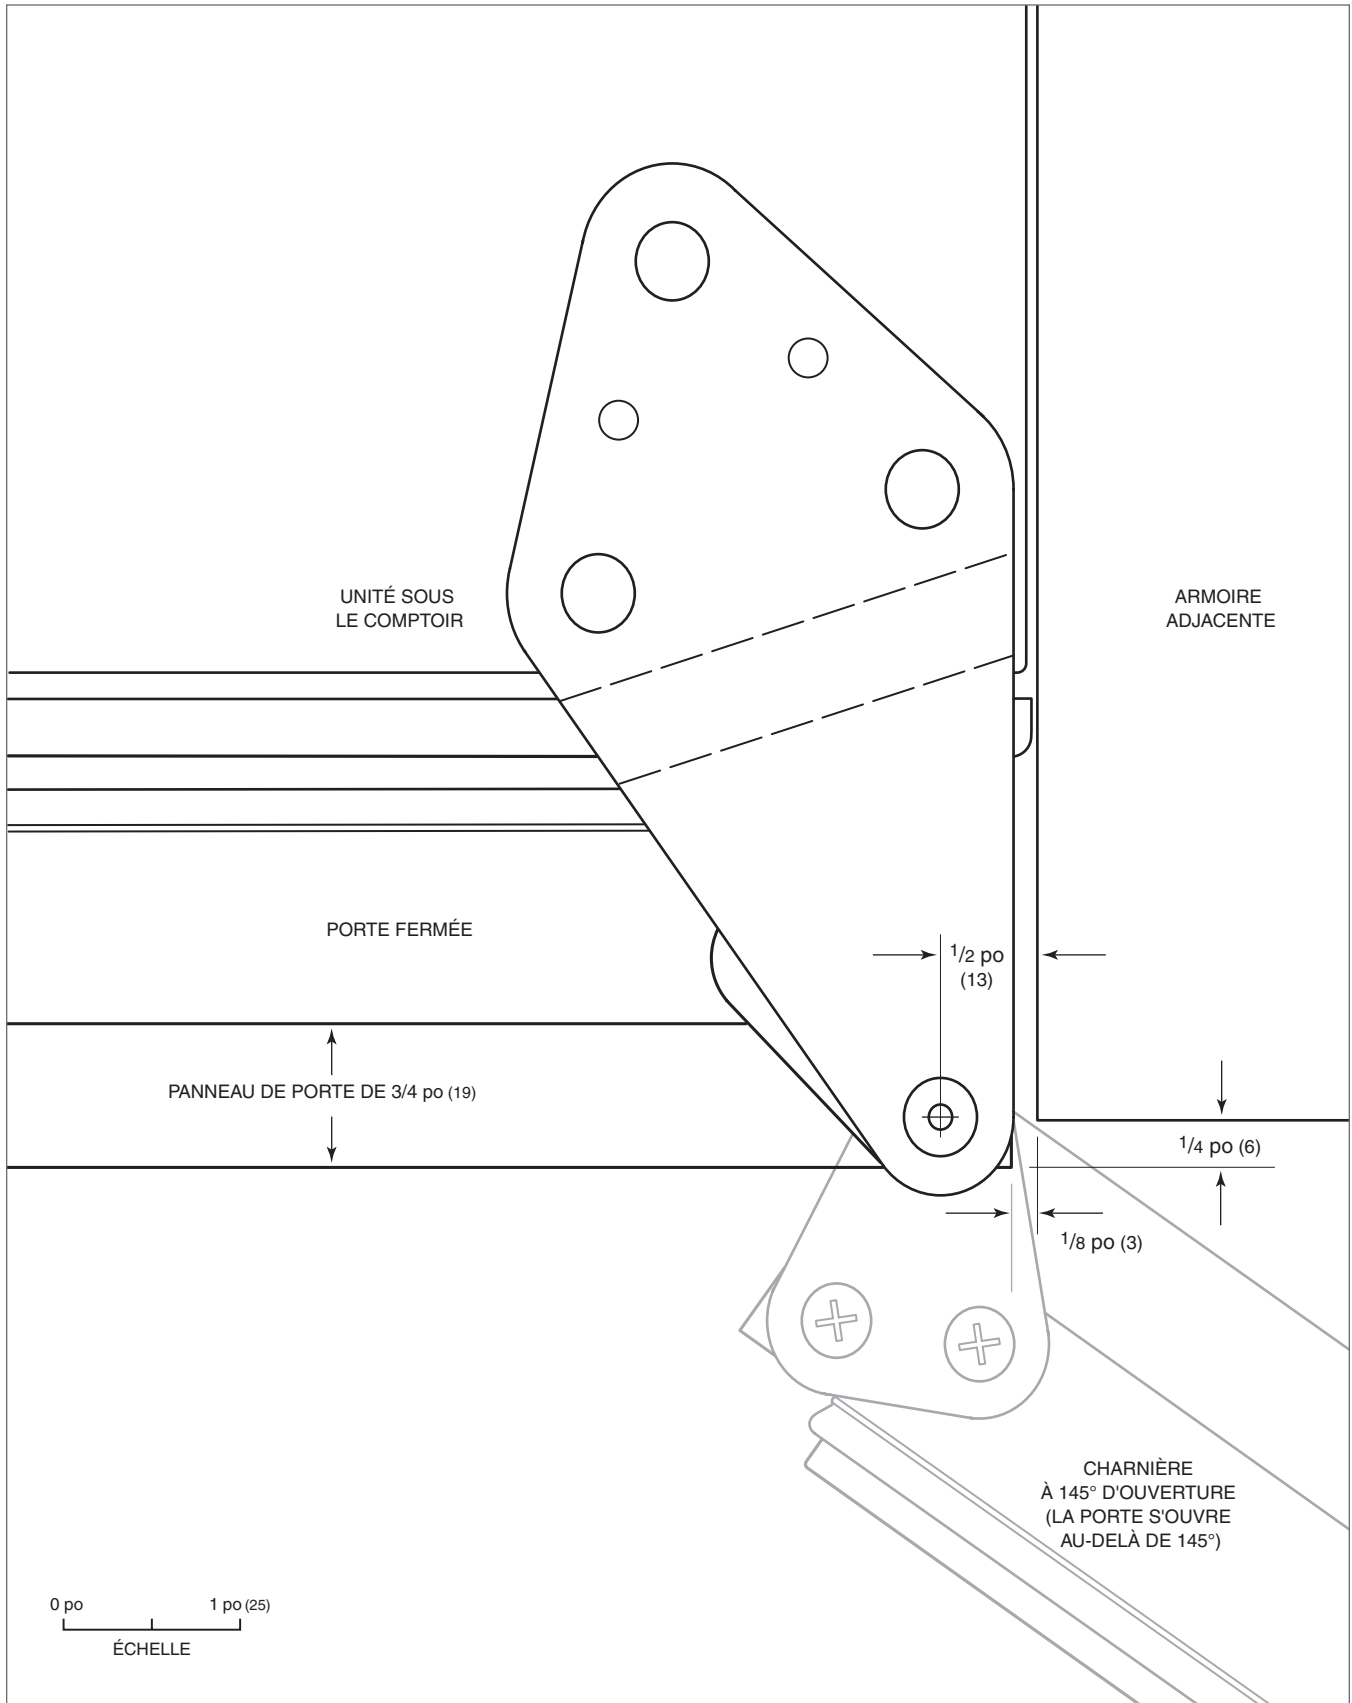 UNITÉ SOUS
LE COMPTOIR
ARMOIRE
ADJACENTE
PORTE FERMÉE
1/2 po
(13)
PANNEAU DE PORTE DE 3/4 po (19)
1/4 po (6)
1/8 po (3)
CHARNIÈRE
À 145° D'OUVERTURE
(LA PORTE S'OUVRE
AU-DELÀ DE 145°)
0 po 1 po (25)
ÉCHELLE